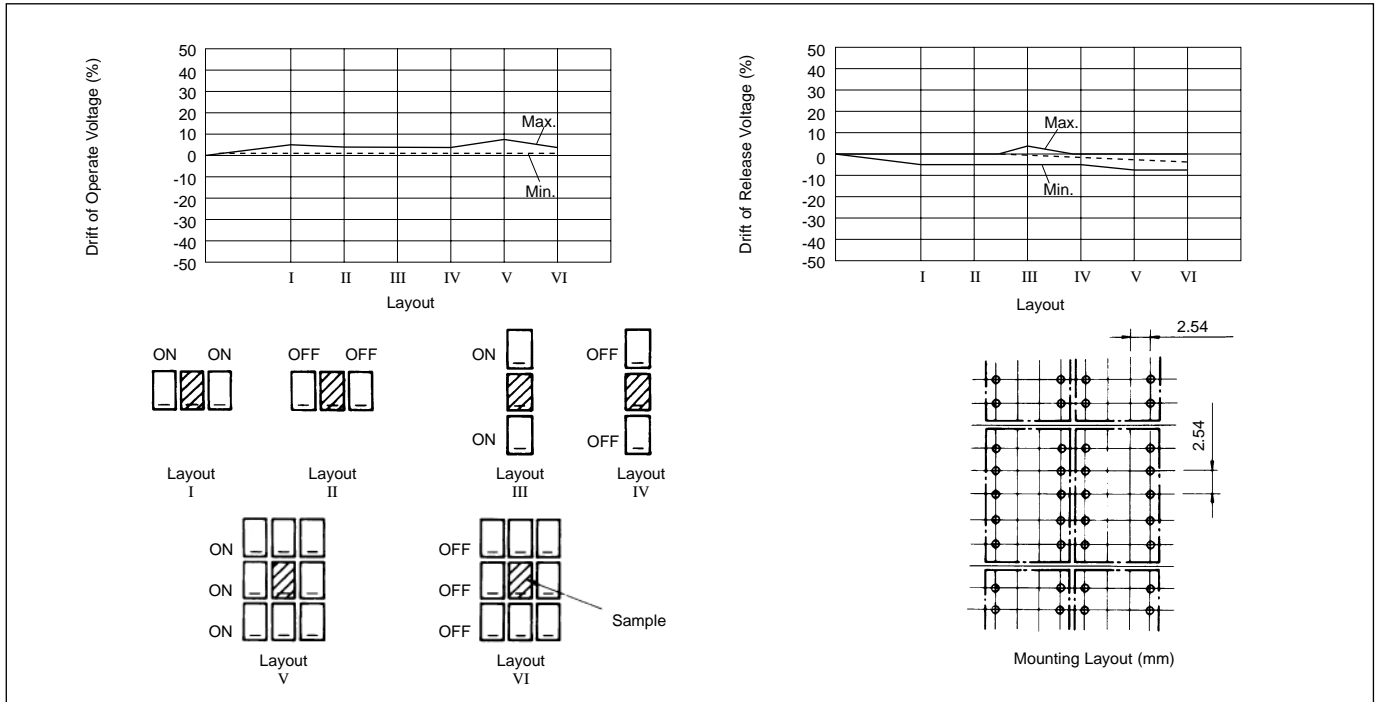 Drift of Operate Voltage (%)
50
40
30
20
10
0
-10
-20
-30
-40
-50
Max.
Min.
I II III IV V VI
Layout
Drift of Release Voltage (%)
50
40
30
20
10
0
-10
-20
-30
-40
-50
Max.
Min.
I II III IV V VI
Layout
ON ON
Layout
I
OFF OFF
Layout
II
ON
ON
Layout
III
OFF
OFF
Layout
IV
ON
ON
ON
Layout
V
OFF
OFF
OFF
Sample
Layout
VI
2.54
2.54
Mounting Layout (mm)